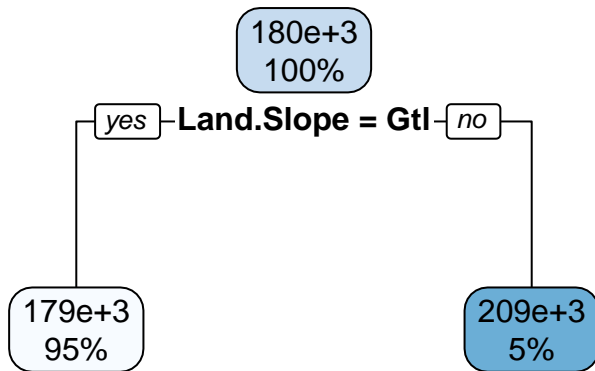 180e+3
100%
yes Land.Slope = Gtl no
179e+3
95%
209e+3
5%